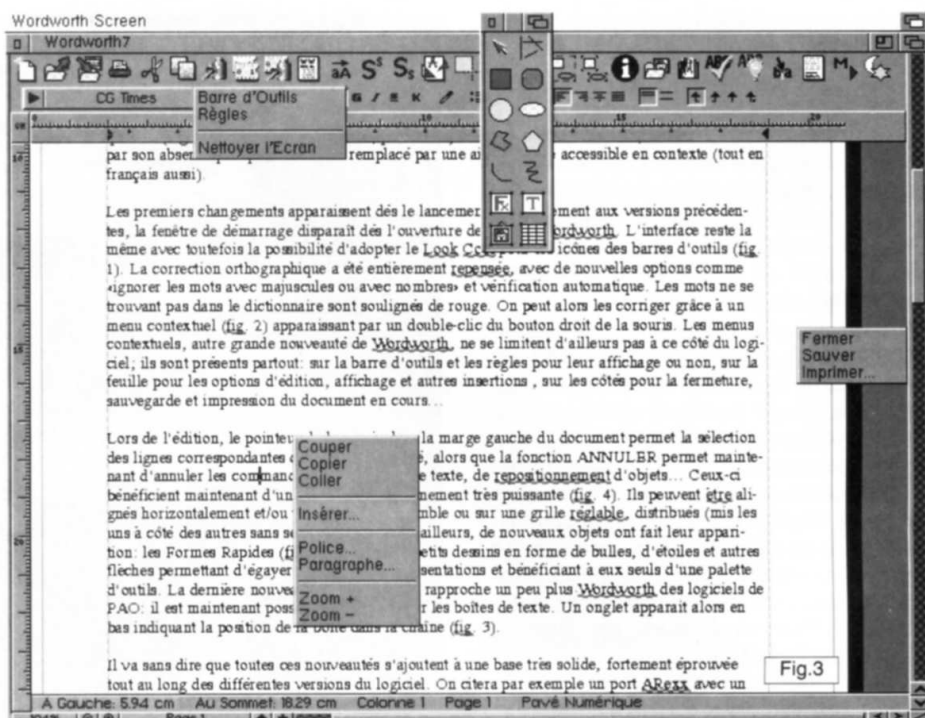 Wordworth Screen
Wordworth7
CG Times
Barre d'Outils
Règles
Nettoyer l'Ecran
par son absen remplacé par une ai accessible en contexte (tout en
français aussi).
Les premiers changements apparaissent dés le lancemer ment aux versions précéden-
tes, la fenêtre de démarrage disparaît dès l'ouverture de ordworth. L'interface reste la
même avec toutefois la possibilité d'adopter le Look icônes des barres d'outils (fig.
1). La correction orthographique a été entièrement repensée, avec de nouvelles options comme
«ignorer les mots avec majuscules ou avec nombres» et vérification automatique. Les mots ne se
trouvant pas dans le dictionnaire sont soulignés de rouge. On peut alors les corriger grâce à un
menu contextuel (fig. 2) apparaissant par un double-clic du bouton droit de la souris. Les menus
contextuels, autre grande nouveauté de Wordworth, ne se limitent d'ailleurs pas à ce côté du logi-
ciel; ils sont présents partout: sur la barre d'outils et les règles pour leur affichage ou non, sur la
feuille pour les options d'édition, affichage et autres insertions , sur les côtés pour la fermeture,
sauvegarde et impression du document en cours...
Fermer
Sauver
Imprimer...
Lors de l'édition, le pointeu la marge gauche du document permet la sélection
des lignes correspondantes é, alors que la fonction ANNULER permet mainte-
nant d'annuler les commanc e texte, de repositionnement d'objets... Ceux-ci
bénéficient maintenant d'un nement très puissante (fig. 4). Ils peuvent être ali-
gnés horizontalement et/ou mble ou sur une grille réglable, distribués (mis les
uns à côté des autres sans se ailleurs, de nouveaux objets ont fait leur appari-
tion: les Formes Rapides (fi etits dessins en forme de bulles, d'étoiles et autres
flèches permettant d'égayer sentations et bénéficiant à eux seuls d'une palette
d'outils. La dernière nouvea rapproche un peu plus Wordworth des logiciels de
PAO: il est maintenant poss r les boîtes de texte. Un onglet apparait alors en
bas indiquant la position de la boîte dans la chaîne (fig. 3).
Couper
Copier
Coller
Insérer...
Police...
Paragraphe...
Zoom +
Zoom -
Il va sans dire que toutes ces nouveautés s'ajoutent à une base très solide, fortement éprouvée
tout au long des différentes versions du logiciel. On citera par exemple un port ARexx avec un
Fig.3
A Gauche: 5.94 cm Au Sommet: 18.29 cm Colonne 1 Page 1 Pavé Numérique
Page 1